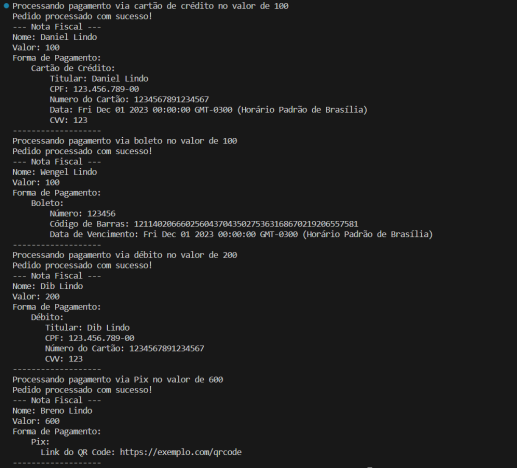 Processando pagamento via cartão de crédito no valor de 100
Pedido processado com sucesso!
--- Nota Fiscal ---
Nome: Daniel Lindo
Valor: 100
Forma de Pagamento:
Cartão de Crédito:
Titular: Daniel Lindo
CPF: 123.456.789-00
Numero do Cartão: 1234567891234567
Data: Fri Dec 01 2023 00:00:00 GMT-0300 (Horário Padrão de Brasília)
CVV: 123
-------------------
Processando pagamento via boleto no valor de 100
Pedido processado com sucesso!
--- Nota Fiscal ---
Nome: Wengel Lindo
Valor: 100
Forma de Pagamento:
Boleto:
Número: 123456
Código de Barras: 12114020666025604370435027536316867021920655758​1
Data de Vencimento: Fri Dec 01 2023 00:00:00 GMT-0300 (Horário Padrão de Brasília)
-------------------
Processando pagamento via débito no valor de 200
Pedido processado com sucesso!
--- Nota Fiscal ---
Nome: Dib Lindo
Valor: 200
Forma de Pagamento:
Débito:
Titular: Dib Lindo
CPF: 123.456.789-00
Número do Cartão: 1234567891234567
CVV: 123
-------------------
Processando pagamento via Pix no valor de 600
Pedido processado com sucesso!
--- Nota Fiscal ---
Nome: Breno Lindo
Valor: 600
Forma de Pagamento:
Pix:
Link do QR Code: https://exemplo.com/qrcode
-------------------